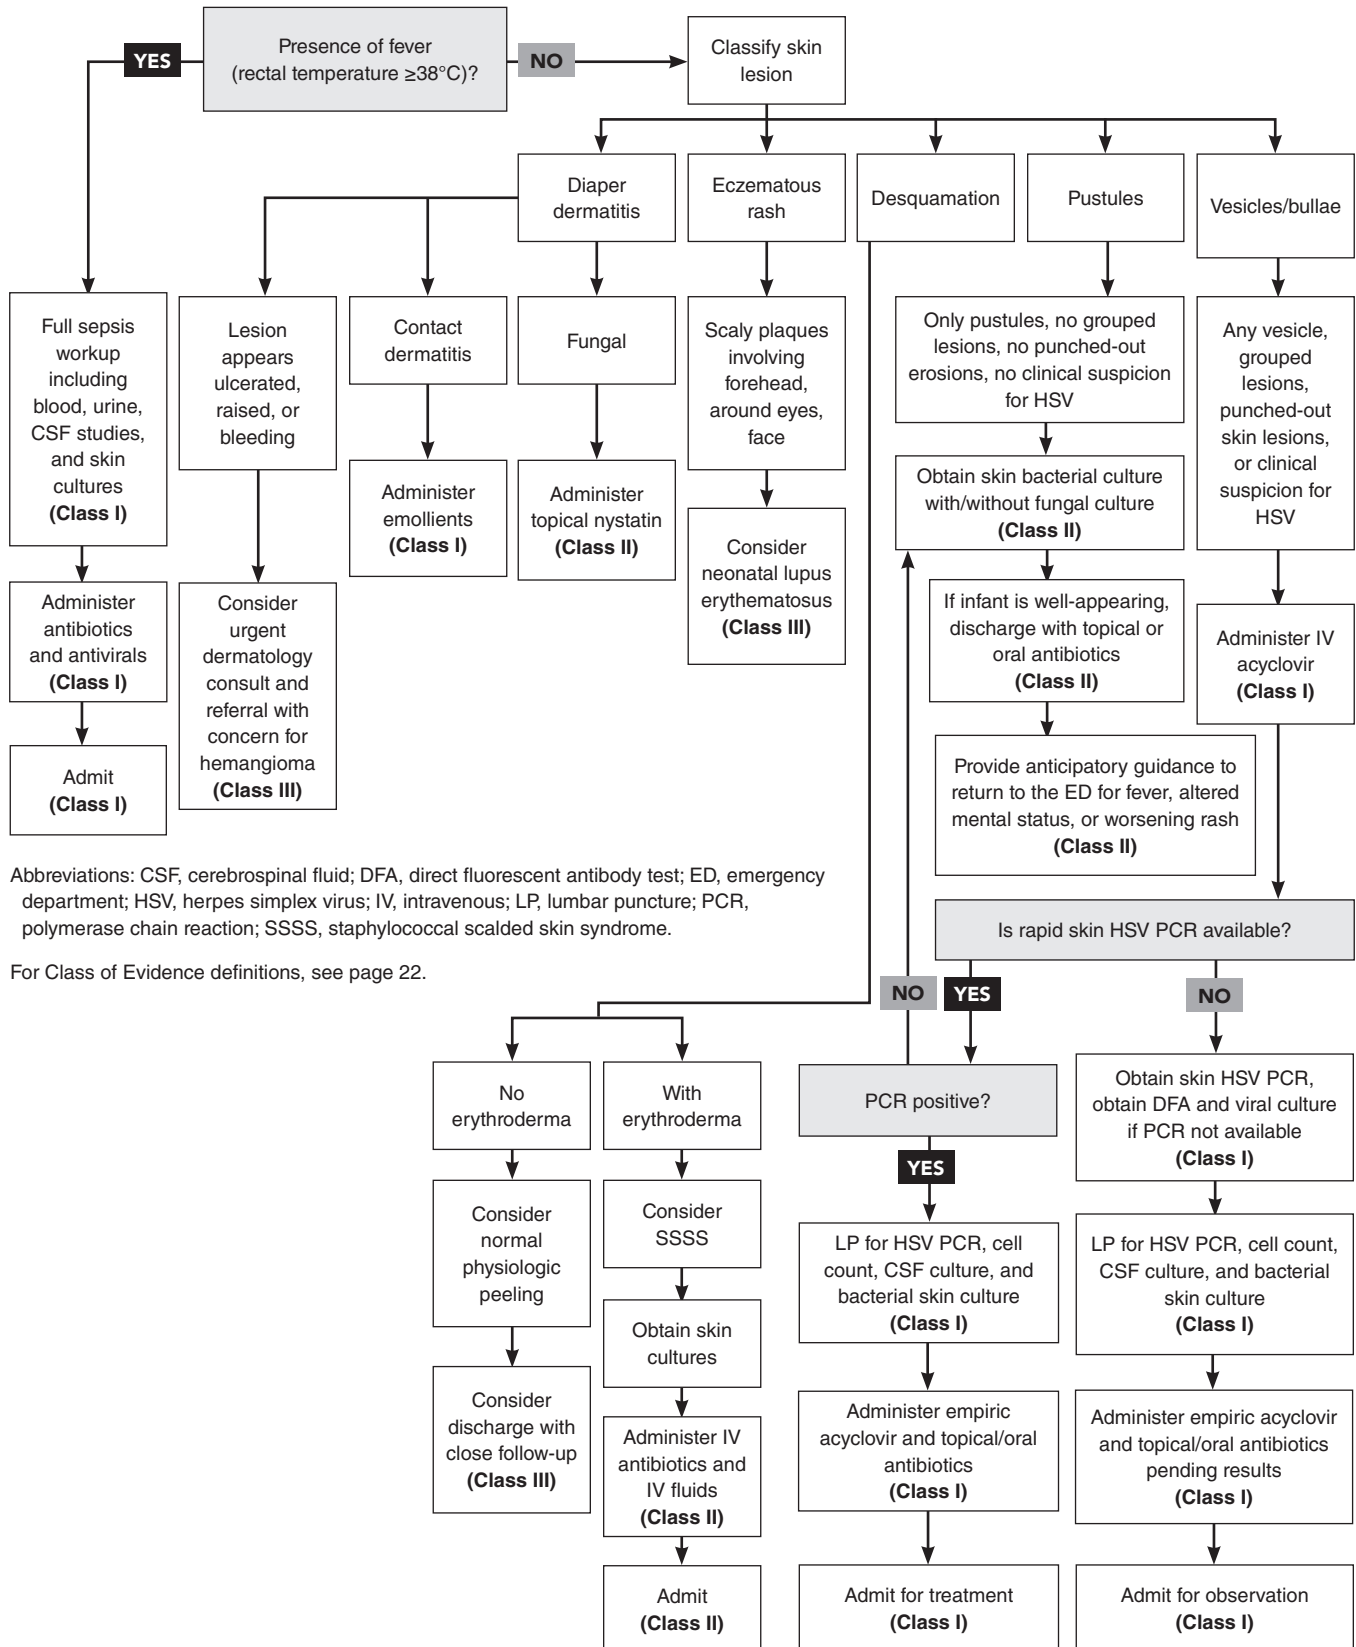 Presence of fever
(rectal temperature ≥38°C)?
YES
NO
Classify skin
lesion
Diaper
dermatitis
Eczematous
rash
Desquamation
Pustules
Vesicles/bullae
Full sepsis
workup
including
blood, urine,
CSF studies,
and skin
cultures
(Class I)
Lesion
appears
ulcerated,
raised, or
bleeding
Contact
dermatitis
Fungal
Scaly plaques
involving
forehead,
around eyes,
face
Only pustules, no grouped
lesions, no punched-out
erosions, no clinical suspicion
for HSV
Any vesicle,
grouped
lesions,
punched-out
skin lesions,
or clinical
suspicion for
HSV
Administer
emollients
(Class I)
Administer
topical nystatin
(Class II)
Consider
neonatal lupus
erythematosus
(Class III)
Obtain skin bacterial culture
with/without fungal culture
(Class II)
Administer
antibiotics
and antivirals
(Class I)
Consider
urgent
dermatology
consult and
referral with
concern for
hemangioma
(Class III)
If infant is well-appearing,
discharge with topical or
oral antibiotics
(Class II)
Administer IV
acyclovir
(Class I)
Admit
(Class I)
Provide anticipatory guidance to
return to the ED for fever, altered
mental status, or worsening rash
(Class II)
Abbreviations: CSF, cerebrospinal fluid; DFA, direct fluorescent antibody test; ED, emergency
department; HSV, herpes simplex virus; IV, intravenous; LP, lumbar puncture; PCR,
polymerase chain reaction; SSSS, staphylococcal scalded skin syndrome.
For Class of Evidence definitions, see page 22.
Is rapid skin HSV PCR available?
NO
YES
NO
No
erythroderma
With
erythroderma
PCR positive?
Obtain skin HSV PCR,
obtain DFA and viral culture
if PCR not available
(Class I)
YES
Consider
normal
physiologic
peeling
Consider
SSSS
LP for HSV PCR, cell
count, CSF culture, and
bacterial skin culture
(Class I)
LP for HSV PCR, cell count,
CSF culture, and bacterial
skin culture
(Class I)
Obtain skin
cultures
Consider
discharge with
close follow-up
(Class III)
Administer IV
antibiotics and
IV fluids
(Class II)
Administer empiric
acyclovir and topical/oral
antibiotics
(Class I)
Administer empiric acyclovir
and topical/oral antibiotics
pending results
(Class I)
Admit
(Class II)
Admit for treatment
(Class I)
Admit for observation
(Class I)